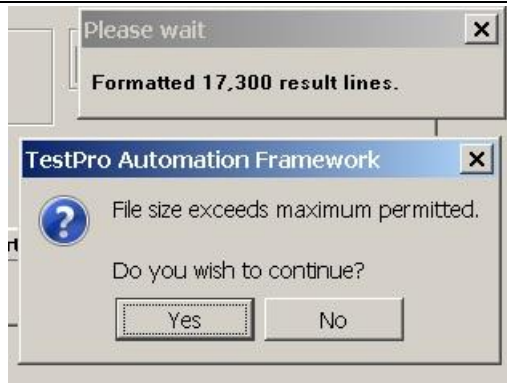 Please wait
Formatted 17,300 result lines.
TestPro Automation Framework
File size exceeds maximum permitted.
Do you wish to continue?
Yes
No